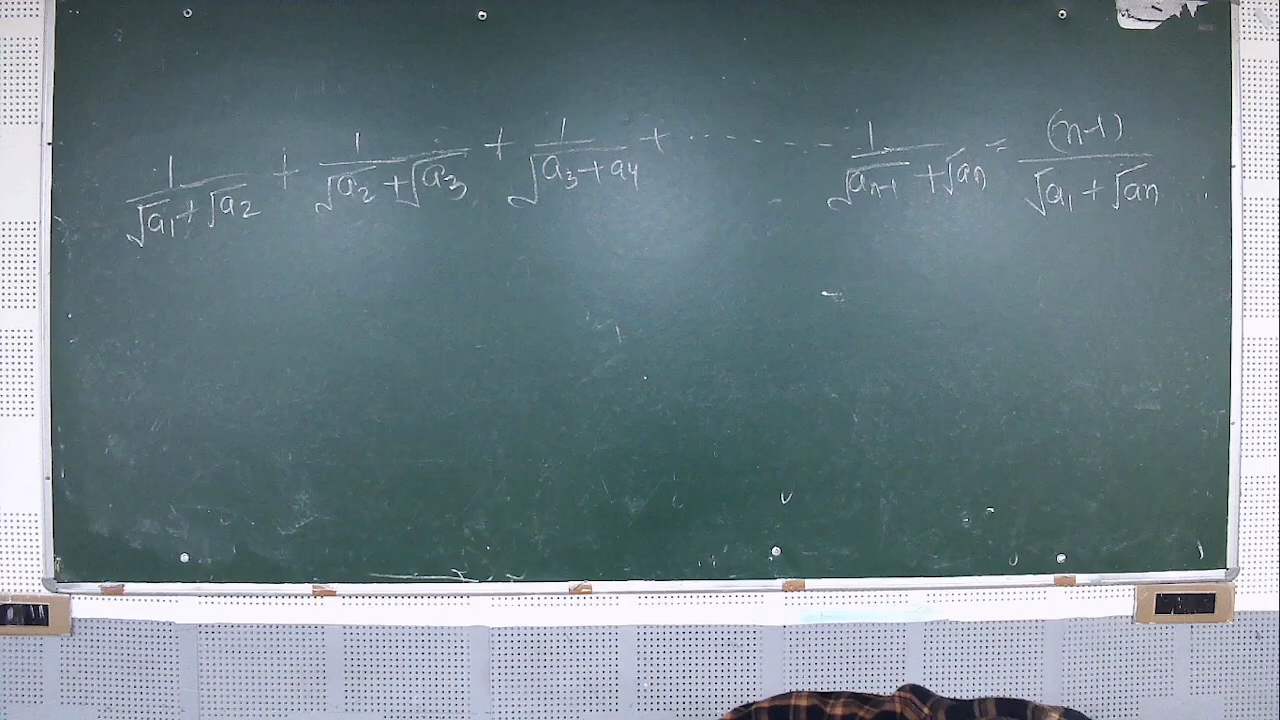 1/(√a₁+√a₂) + 1/(√a₂+√a₃) + 1/√(a₃+a₄) + ------- 1/(√aₙ₋₁+√aₙ) = (n-1)/(√a₁+√aₙ)